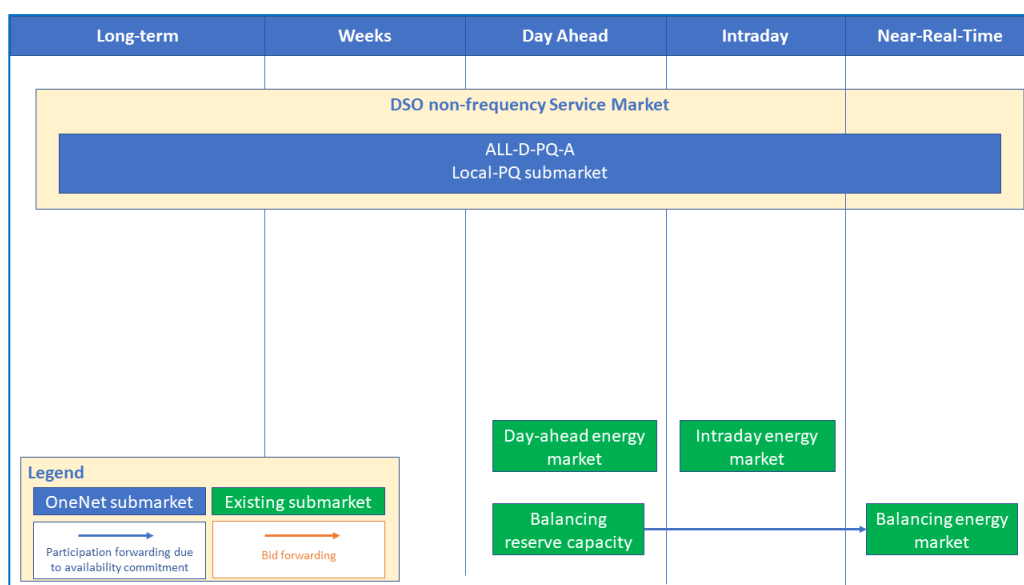 Long-term
Weeks
Day Ahead
Intraday
Near-Real-Time
DSO non-frequency Service Market
ALL-D-PQ-A
Local-PQ submarket
Day-ahead energy
market
Intraday energy
market
Legend
OneNet submarket
Existing submarket
Participation forwarding due
to availability commitment
Bid forwarding
Balancing
reserve capacity
Balancing energy
market